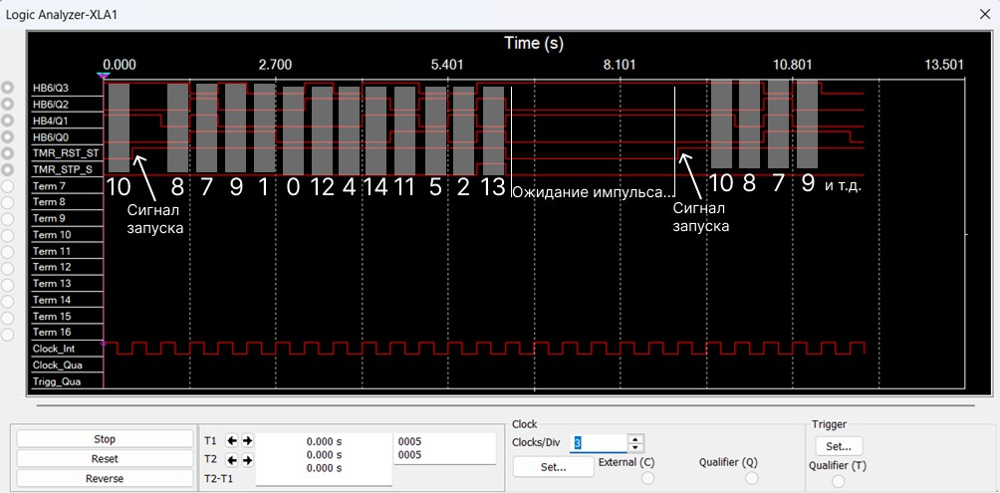 Logic Analyzer-XLA1
Time (s)
0.000 2.700 5.401 8.101 10.801 13.501
HB6/Q3
HB6/Q2
HB4/Q1
HB6/Q0
TMR_RST_ST
TMR_STP_S
Term 7
10 8 7 9 1 0 12 4 14 11 5 2 13 Ожидание импульса... 10 8 7 9 и т.д.
Сигнал
запуска
Сигнал
запуска
Term 8
Term 9
Term 10
Term 11
Term 12
Term 13
Term 14
Term 15
Term 16
Clock_Int
Clock_Qua
Trigg_Qua
Stop
Reset
Reverse
T1
T2
T2-T1
0.000 s 0005
0.000 s 0005
0.000 s
Clock
Clocks/Div 3
Set... External (C) Qualifier (Q)
Trigger
Set...
Qualifier (T)